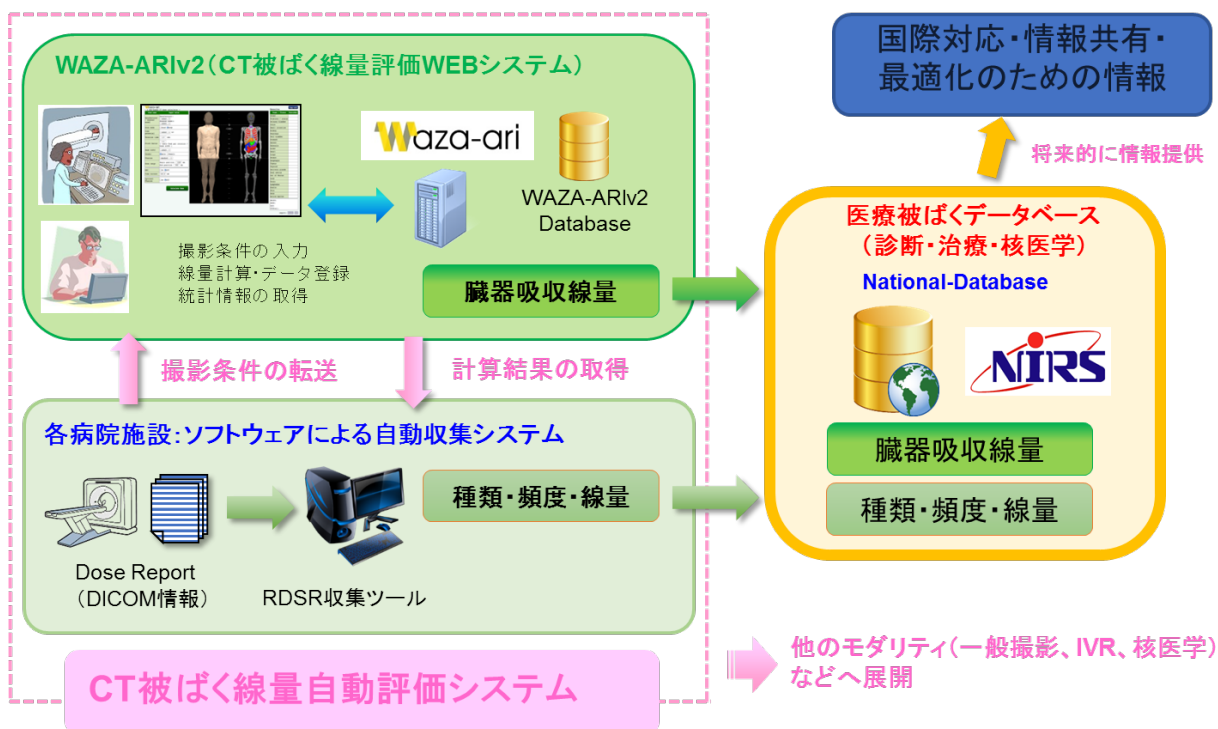 WAZA-ARIv2(CT被ばく線量評価WEBシステム)
Waza-ari
WAZA-ARIv2
Database
撮影条件の入力
線量計算・データ登録
統計情報の取得
臓器吸収線量
撮影条件の転送
計算結果の取得
各病院施設:ソフトウェアによる自動収集システム
Dose Report
(DICOM情報)
RDSR収集ツール
種類・頻度・線量
CT被ばく線量自動評価システム
国際対応・情報共有・
最適化のための情報
将来的に情報提供
医療被ばくデータベース
(診断・治療・核医学)
National-Database
NIRS
臓器吸収線量
種類・頻度・線量
他のモダリティ(一般撮影、IVR、核医学)
などへ展開